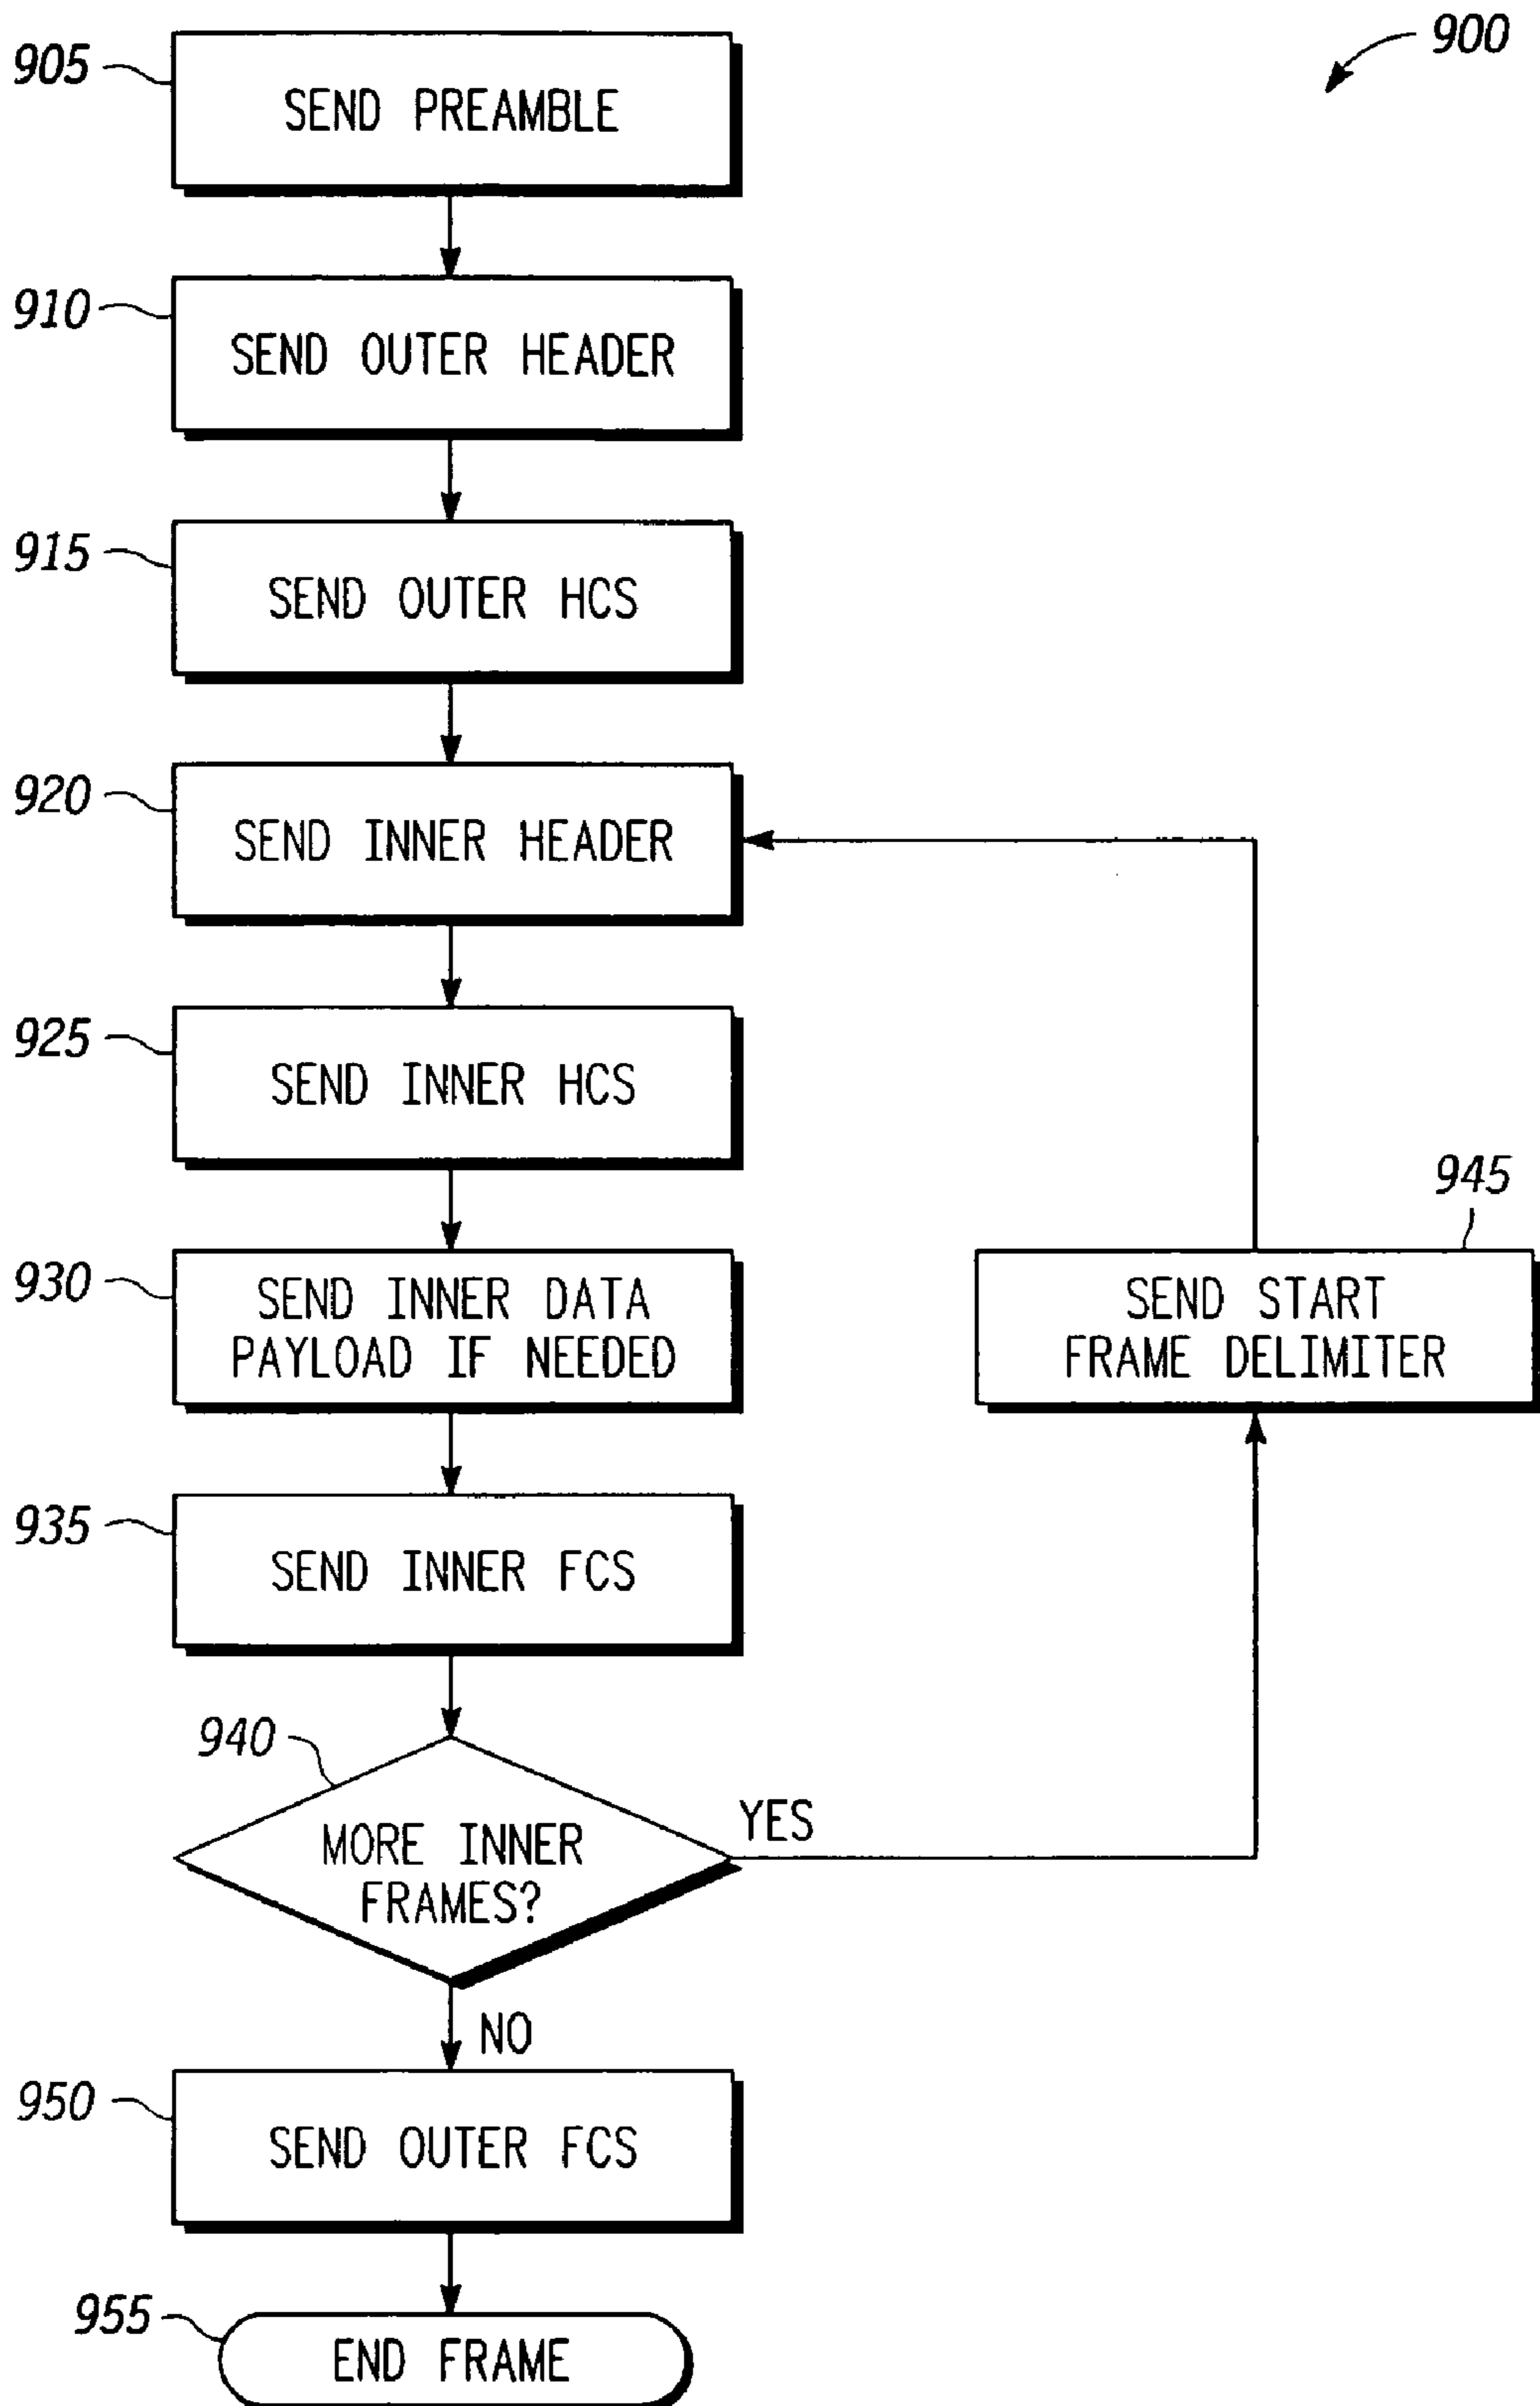 900
905
SEND PREAMBLE
910
SEND OUTER HEADER
915
SEND OUTER HCS
920
SEND INNER HEADER
925
SEND INNER HCS
930
SEND INNER DATA
PAYLOAD IF NEEDED
945
SEND START
FRAME DELIMITER
935
SEND INNER FCS
940
MORE INNER
FRAMES?
YES
NO
950
SEND OUTER FCS
955
END FRAME